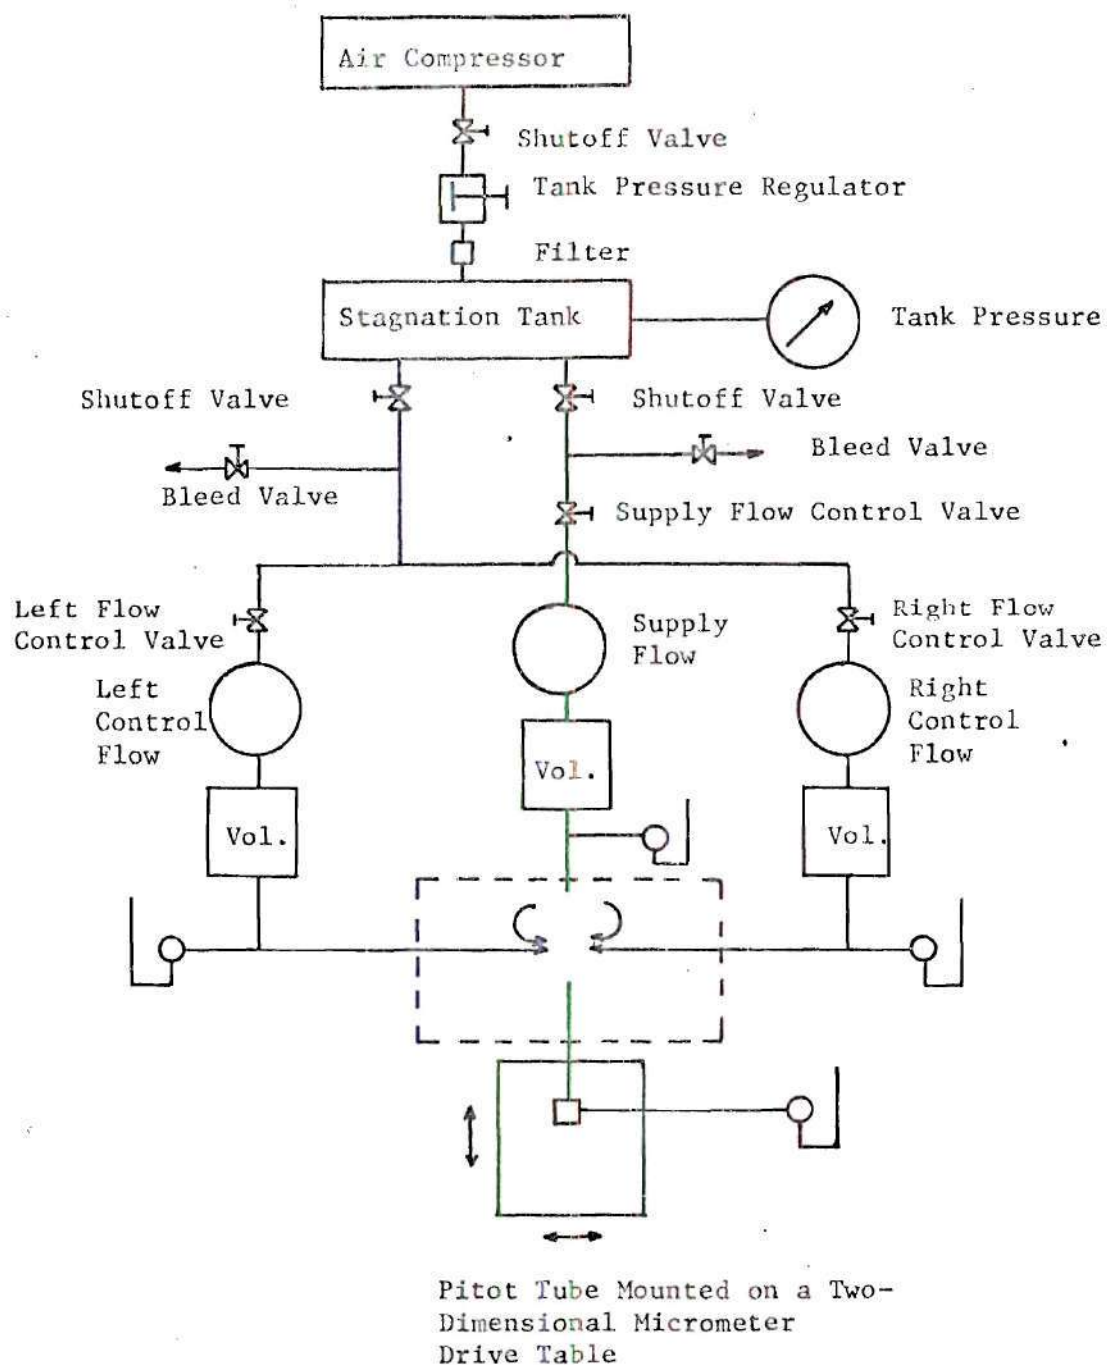 Air Compressor
Shutoff Valve
Tank Pressure Regulator
Filter
Stagnation Tank
Tank Pressure
Shutoff Valve
Shutoff Valve
Bleed Valve
Bleed Valve
Supply Flow Control Valve
Left Flow
Control Valve
Supply
Flow
Right Flow
Control Valve
Left
Control
Flow
Right
Control
Flow
Vol.
Vol.
Vol.
Pitot Tube Mounted on a Two-
Dimensional Micrometer
Drive Table